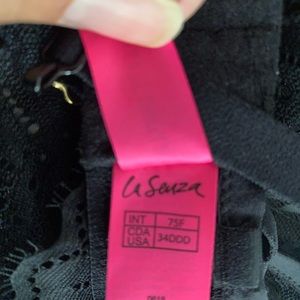 la senza
INT 75F
CDA USA 34DDD